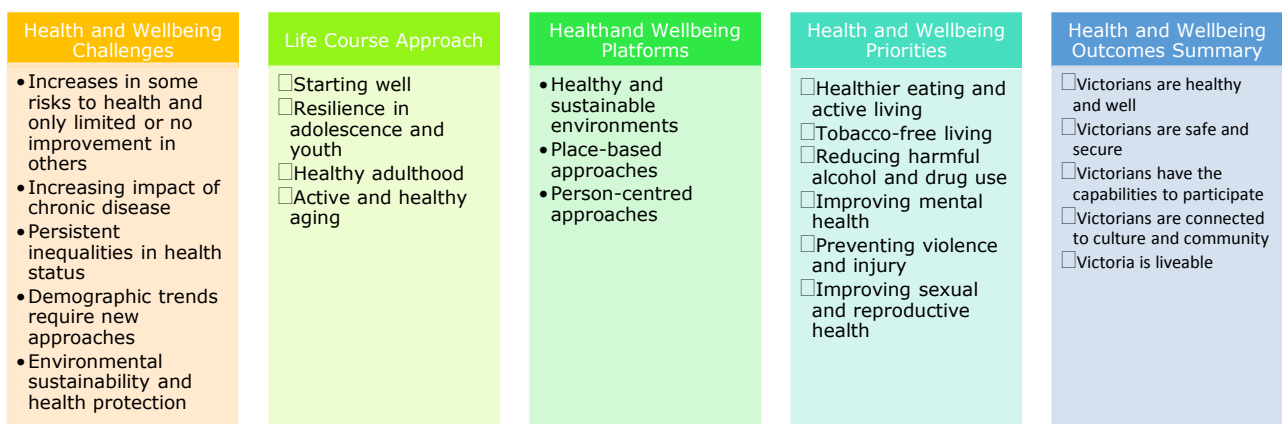 Health and Wellbeing
Challenges
•Increases in some
risks to health and
only limited or no
improvement in
others
•Increasing impact of
chronic disease
•Persistent
inequalities in health
status
•Demographic trends
require new
approaches
•Environmental
sustainability and
health protection
Life Course Approach
□Starting well
□Resilience in
adolescence and
youth
□Healthy adulthood
□Active and healthy
aging
Healthand Wellbeing
Platforms
•Healthy and
sustainable
environments
•Place-based
approaches
•Person-centred
approaches
Health and Wellbeing
Priorities
□Healthier eating and
active living
□Tobacco-free living
□Reducing harmful
alcohol and drug use
□Improving mental
health
□Preventing violence
and injury
□Improving sexual
and reproductive
health
Health and Wellbeing
Outcomes Summary
□Victorians are healthy
and well
□Victorians are safe and
secure
□Victorians have the
capabilities to participate
□Victorians are connected
to culture and community
□Victoria is liveable